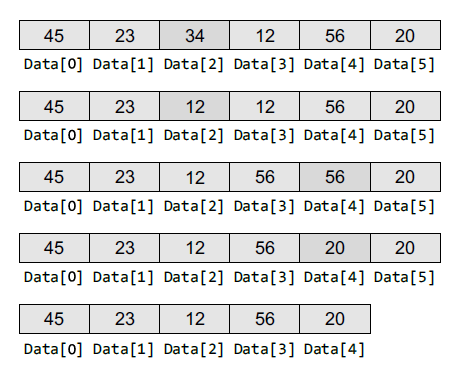 45 23 34 12 56 20
Data[0] Data[1] Data[2] Data[3] Data[4] Data[5]
45 23 12 12 56 20
Data[0] Data[1] Data[2] Data[3] Data[4] Data[5]
45 23 12 56 56 20
Data[0] Data[1] Data[2] Data[3] Data[4] Data[5]
45 23 12 56 20 20
Data[0] Data[1] Data[2] Data[3] Data[4] Data[5]
45 23 12 56 20
Data[0] Data[1] Data[2] Data[3] Data[4]